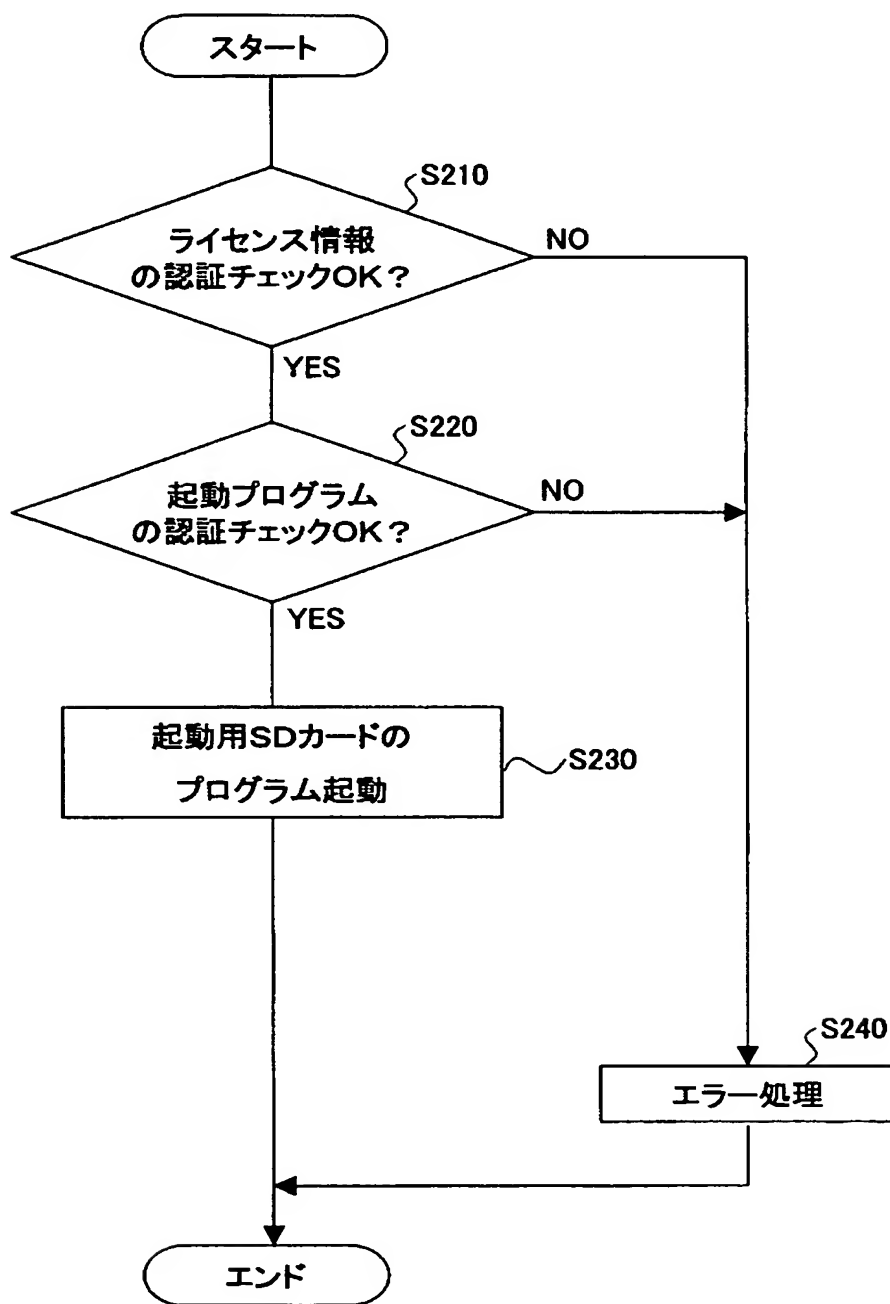 スタート
S210
ライセンス情報
の認証チェックOK?
NO
YES
S220
起動プログラム
の認証チェックOK?
NO
YES
起動用SDカードの
プログラム起動
S230
S240
エラー処理
エンド